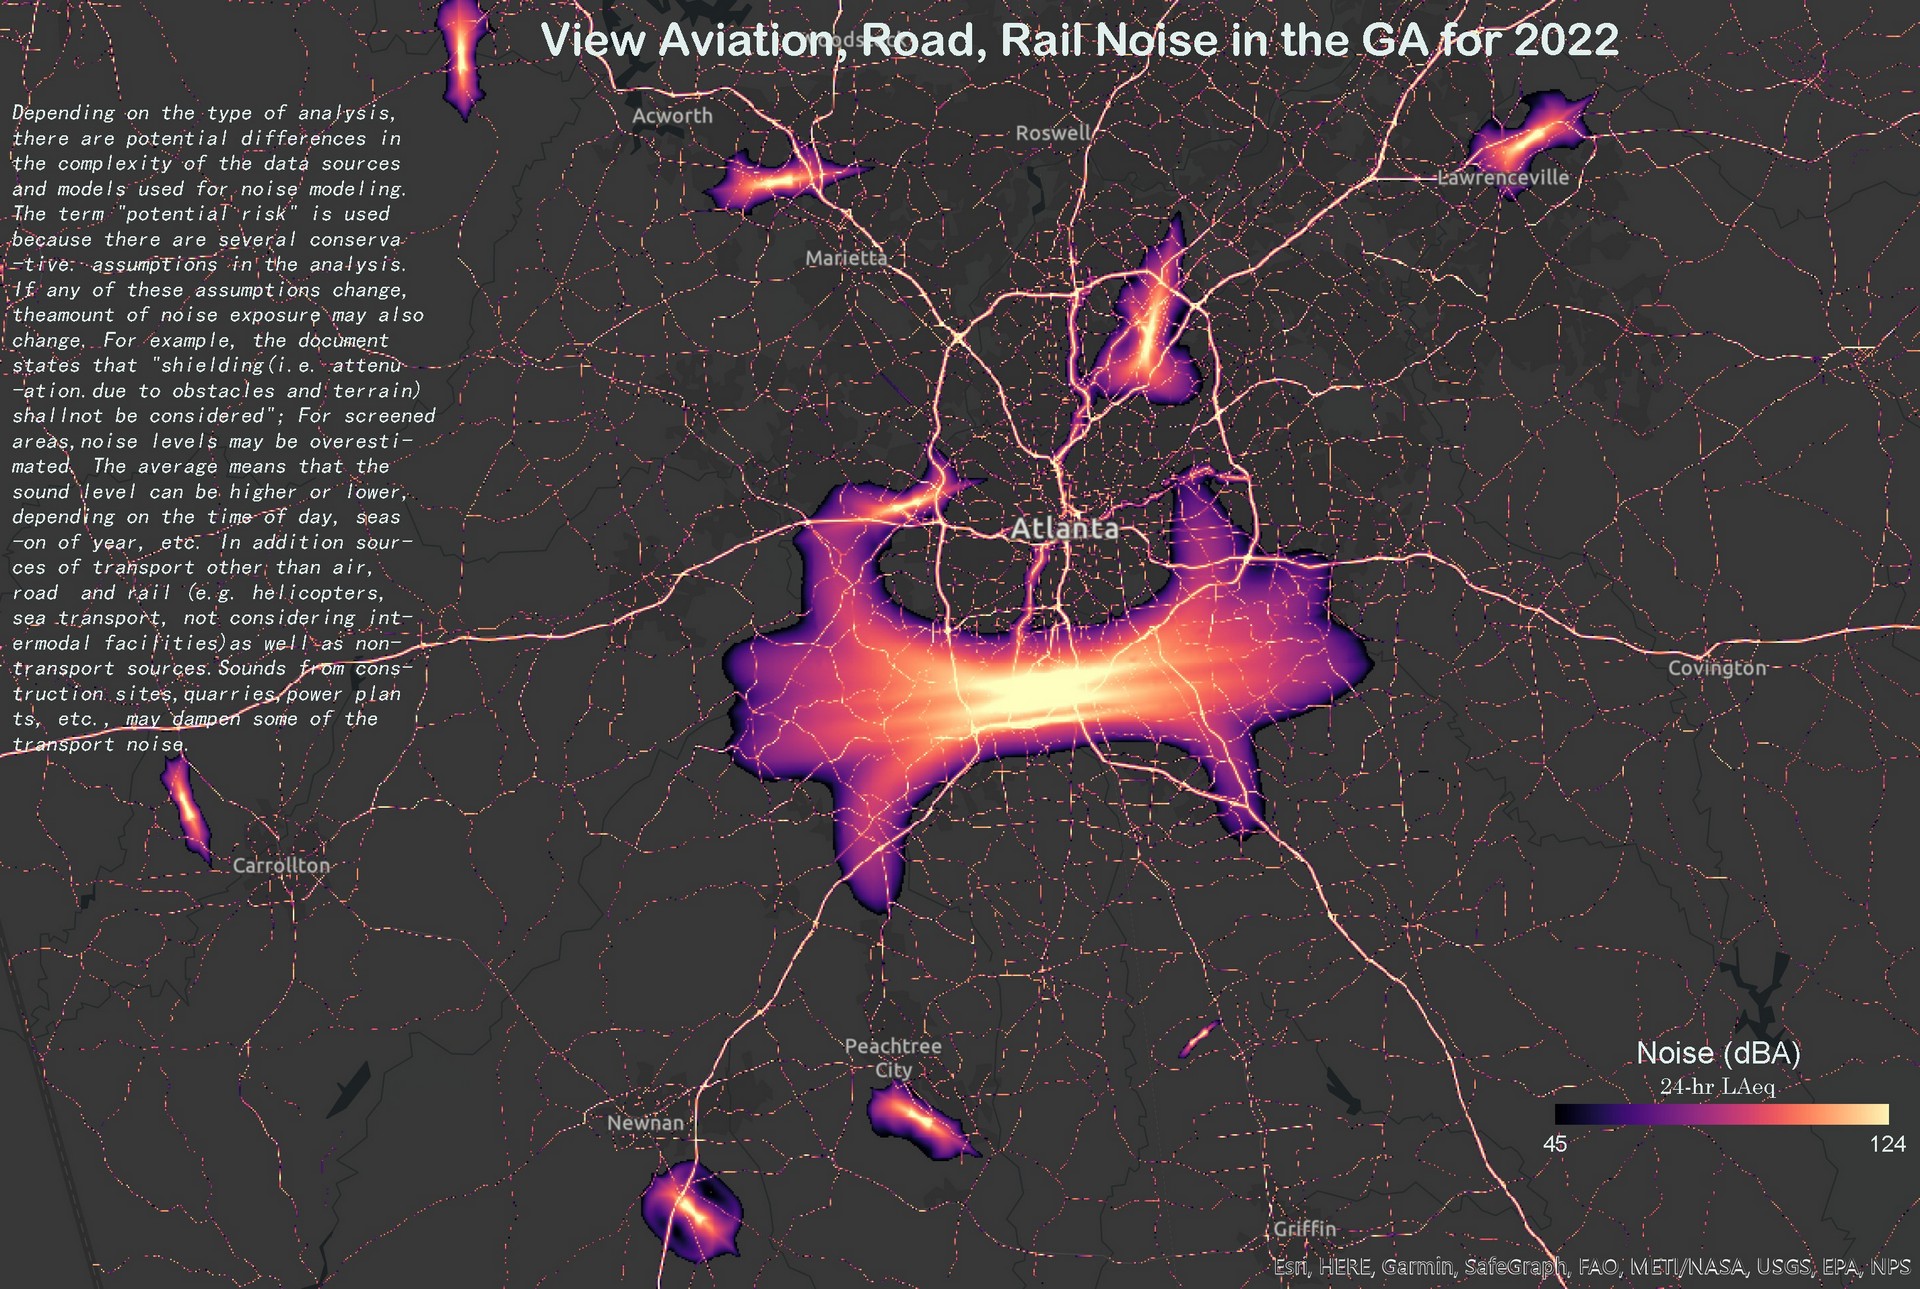 View Aviation, Road, Rail Noise in the GA for 2022
Woodstock
Acworth
Roswell
Lawrenceville
Marietta
Depending on the type of analysis,
there are potential differences in
the complexity of the data sources
and models used for noise modeling.
The term "potential risk" is used
because there are several conserva
-tive. assumptions in the analysis.
If any of these assumptions change,
theamount of noise exposure may also
change. For example, the document
states that "shielding(i.e. attenu
-ation.due to obstacles and terrain)
shallnot be considered"; For screened
areas,noise levels may be overesti-
mated. The average means that the
sound level can be higher or lower,
depending on the time of day, seas
-on of year, etc. In addition sour-
ces of transport other than air,
road  and rail (e.g. helicopters,
sea transport, not considering int-
ermodal facilities)as well as non-
transport sources.Sounds from cons-
truction sites,quarries,power plan
ts, etc., may dampen some of the
transport noise.
Atlanta
Covington
Carrollton
Peachtree
City
Newnan
Griffin
Noise (dBA)
24-hr LAeq
45 124
Esri, HERE, Garmin, SafeGraph, FAO, METI/NASA, USGS, EPA, NPS